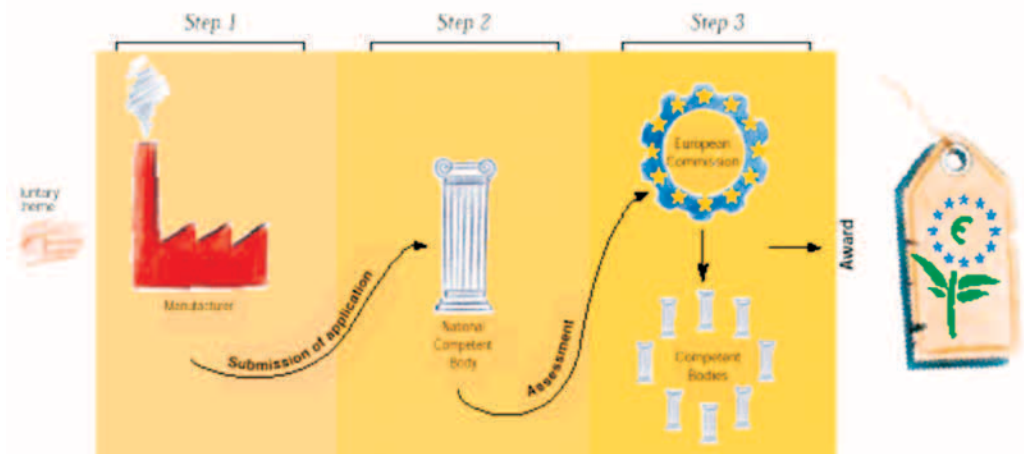 Step 1
Step 2
Step 3
luntary
heme
Manufacturer
Submission of application
National
Competent
Body
Assessment
European
Commission
Competent
Bodies
Award